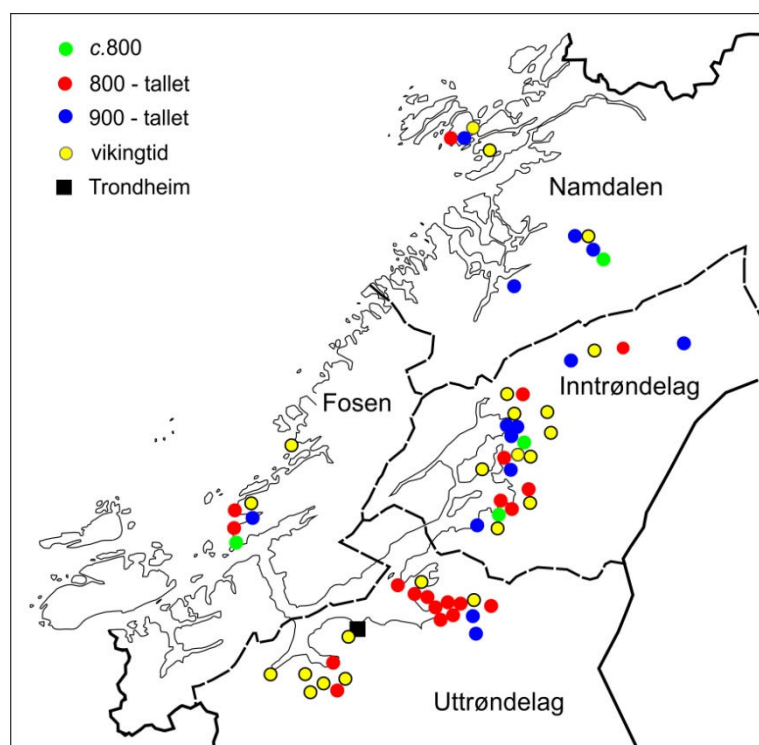 c.800
800 - tallet
900 - tallet
vikingtid
Trondheim
Namdalen
Inntrøndelag
Fosen
Uttrøndelag